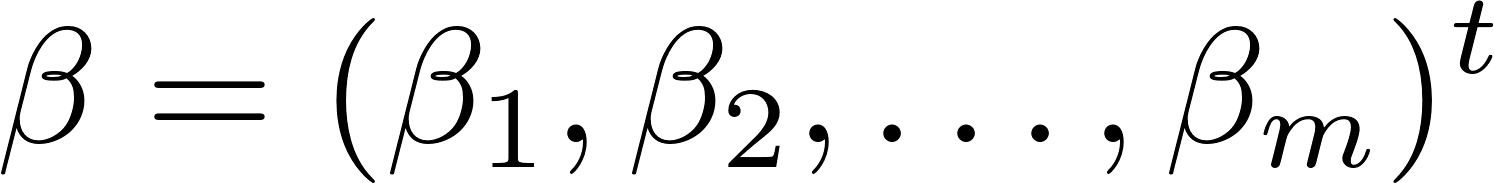 β = (β₁, β₂, . . . , βₘ)ᵗ